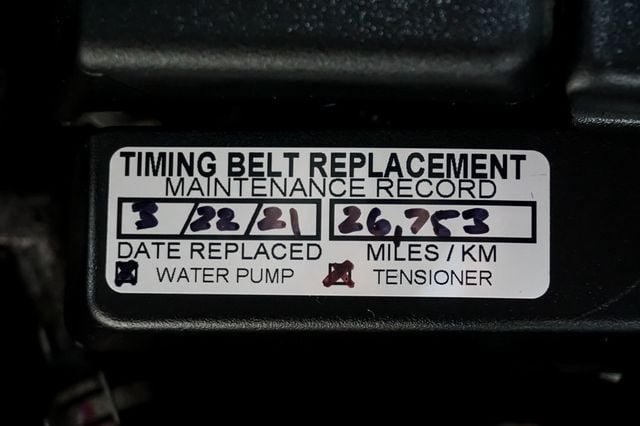 TIMING BELT REPLACEMENT
MAINTENANCE RECORD
3/22/21 26,753
DATE REPLACED MILES / KM
WATER PUMP TENSIONER